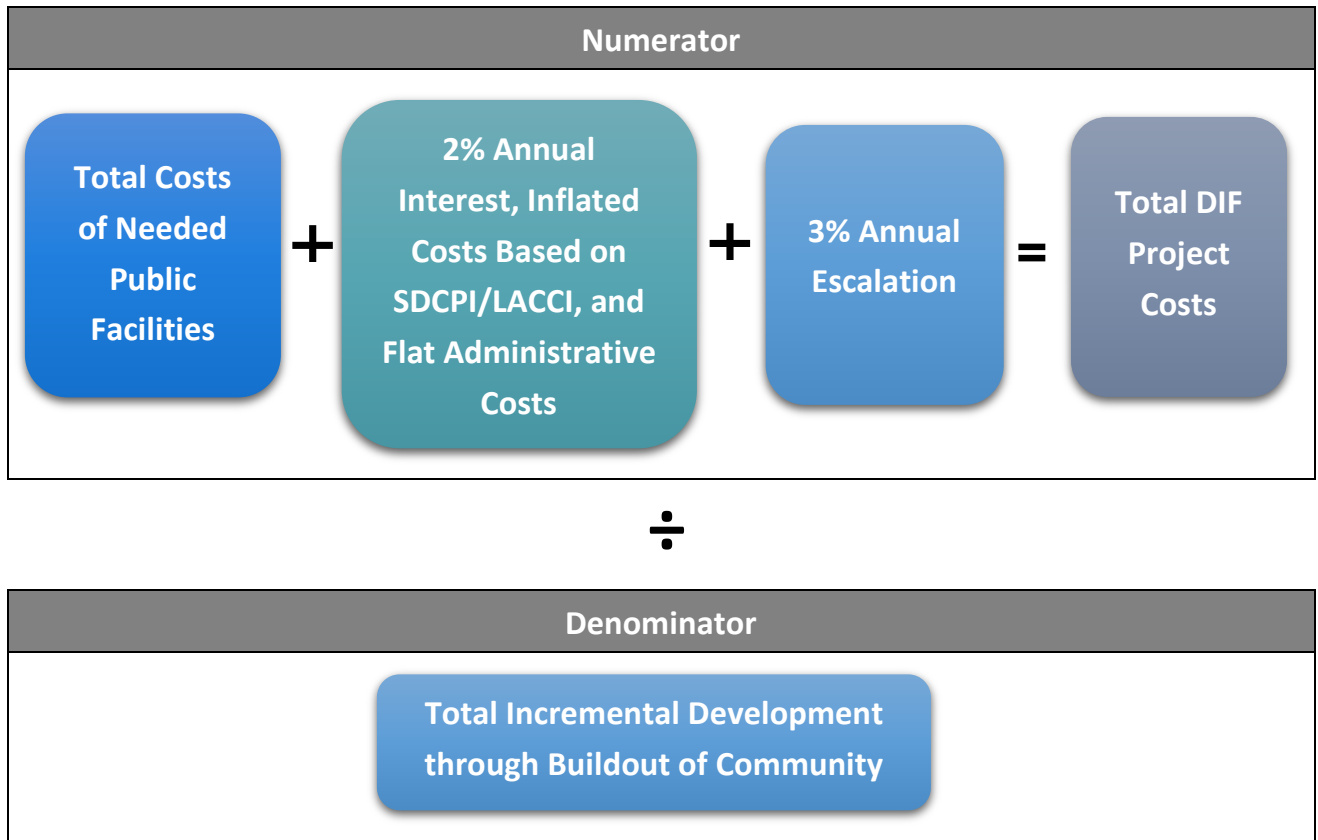 Numerator
Total Costs
of Needed
Public
Facilities
+
2% Annual
Interest, Inflated
Costs Based on
SDCPI/LACCI, and
Flat Administrative
Costs
+
3% Annual
Escalation
=
Total DIF
Project
Costs
÷
Denominator
Total Incremental Development
through Buildout of Community